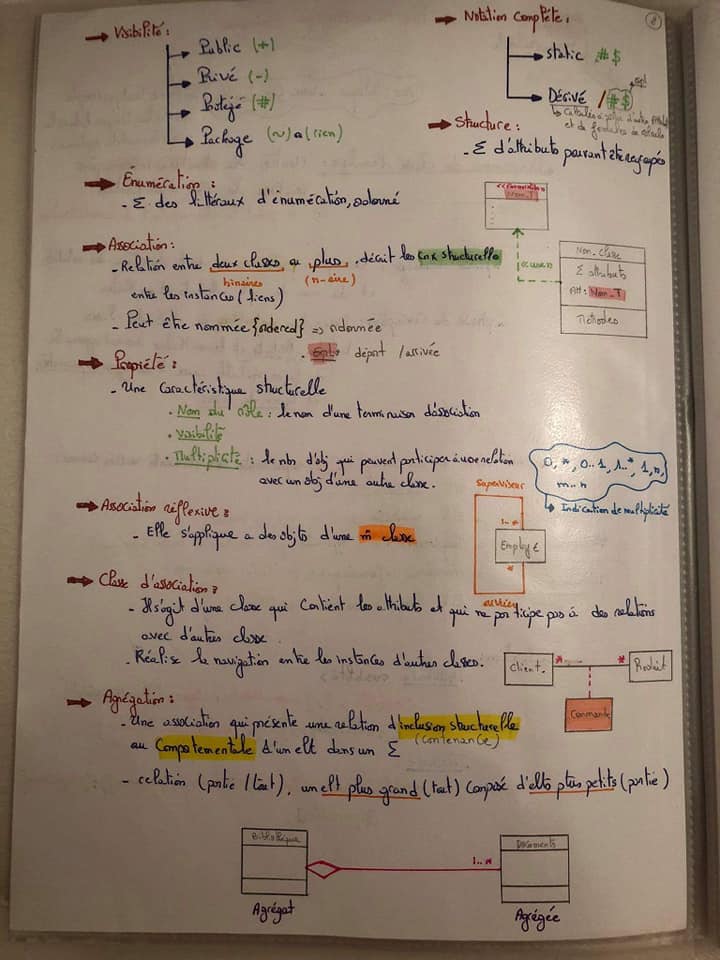 → Visibilité :
Public (+)
Privé (-)
Protégé (#)
Package (~) ou (rien)
→ Notation Complète :
8
static #$
Dérivé /#$
→ Structure :
- Σ d'attributs pouvant être regroupés
→ Énumération :
- Σ des littéraux d'énumération, ordonné
Nom_T
Nom_Classe
Σ attributs
Att : Nom_T
Méthodes
→ Association :
- Relation entre deux classes ou plus, décrit les cnx structurelle
binaires (n-aire)
entre les instances (liens)
- Peut être nommée {ordered} => ordonnée
départ / arrivée
→ Propriété :
- Une Caractéristique structurelle
• Nom du rôle : le nom d'une terminaison d'association
• Visibilité
• Multiplicité : le nb d'obj qui peuvent participer à une relation
avec un obj d'une autre classe.
0, *, 0..1, 1..*, 1, n,
m..n
↳ Indication de multiplicité
→ Association réflexive :
- Elle s'applique a des objets d'une m̂ classe
Superviseur
1..*
Employé
*
ouvrier
→ Classe d'association :
- Il s'agit d'une classe qui Contient les attributs et qui ne participe pas à des relations
avec d'autres classe.
- Réalise la navigation entre les instances d'autres classes.
Client
*
*
Produit
Commande
→ Agrégation :
- Une association qui présente une relation d'inclusion structurelle
ou Comportementale d'un elt dans un Σ
(Contenance)
- relation (partie / tout), un elt plus grand (tout) composé d'elts plus petits (partie)
Bibliothèque
1..*
Documents
Agrégat
Agrégée